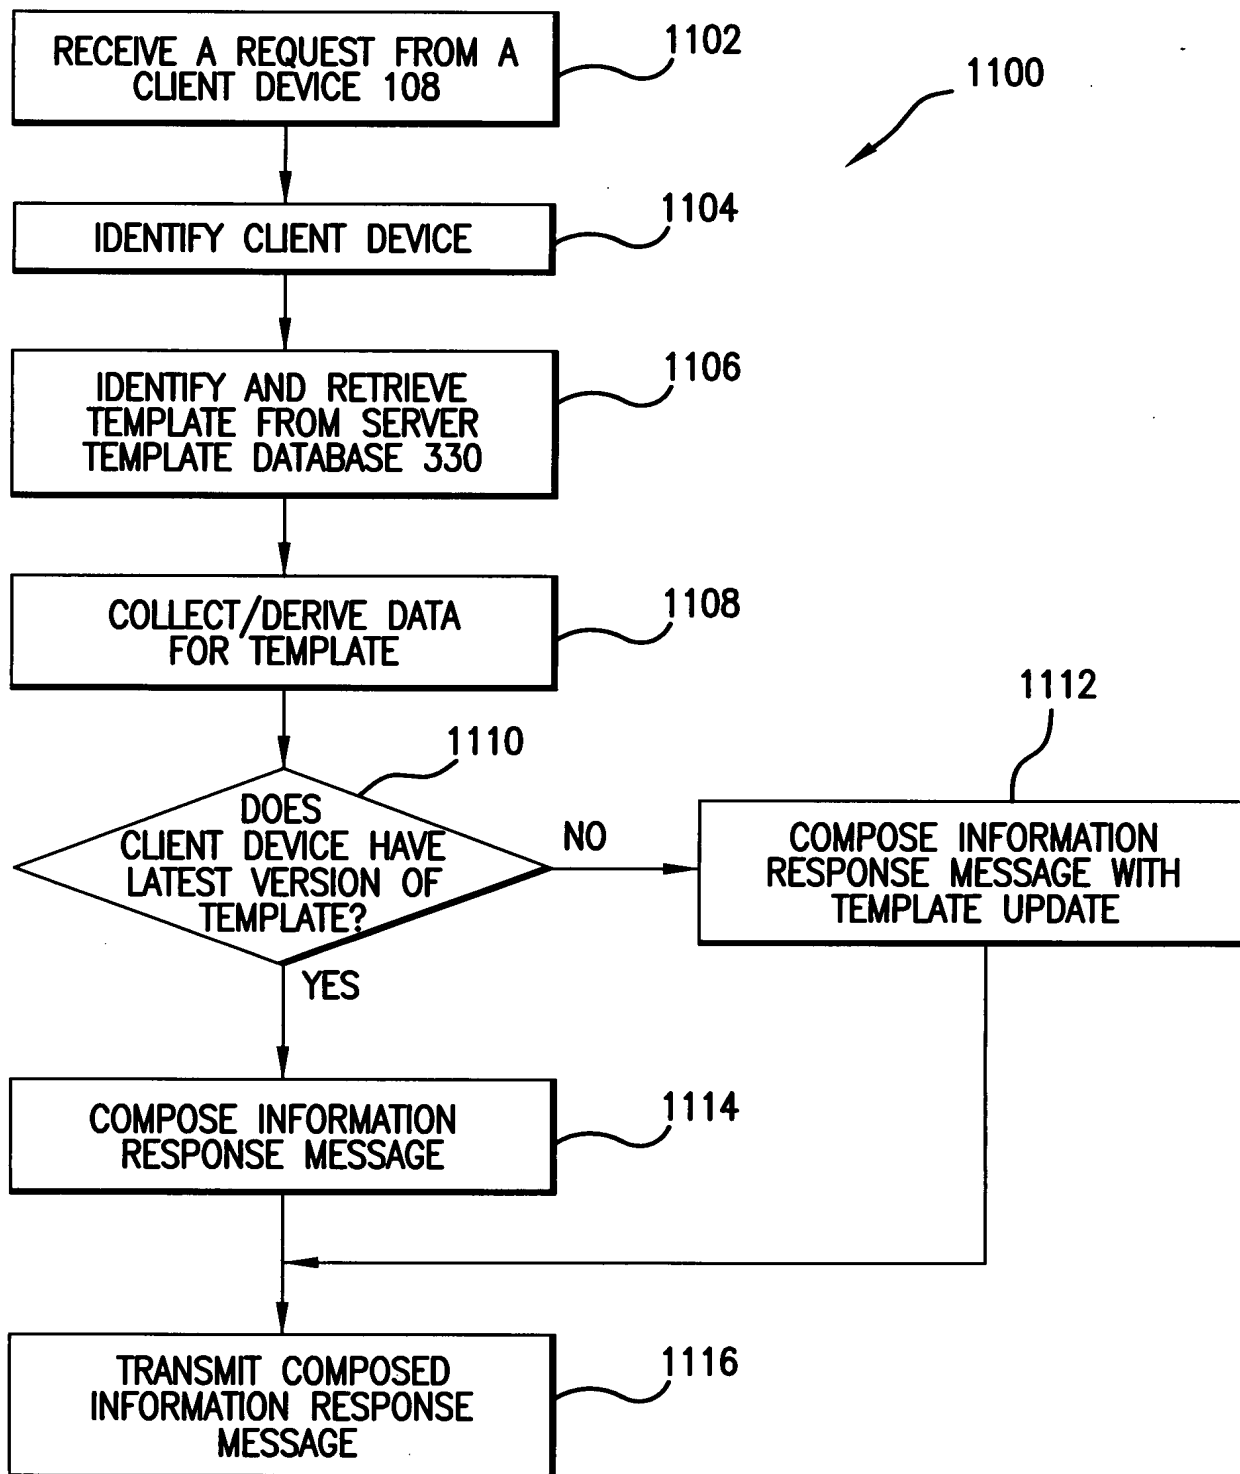 RECEIVE A REQUEST FROM A
CLIENT DEVICE 108
1102
1100
IDENTIFY CLIENT DEVICE
1104
IDENTIFY AND RETRIEVE
TEMPLATE FROM SERVER
TEMPLATE DATABASE 330
1106
COLLECT/DERIVE DATA
FOR TEMPLATE
1108
1110
DOES
CLIENT DEVICE HAVE
LATEST VERSION OF
TEMPLATE?
NO
YES
1112
COMPOSE INFORMATION
RESPONSE MESSAGE WITH
TEMPLATE UPDATE
COMPOSE INFORMATION
RESPONSE MESSAGE
1114
TRANSMIT COMPOSED
INFORMATION RESPONSE
MESSAGE
1116